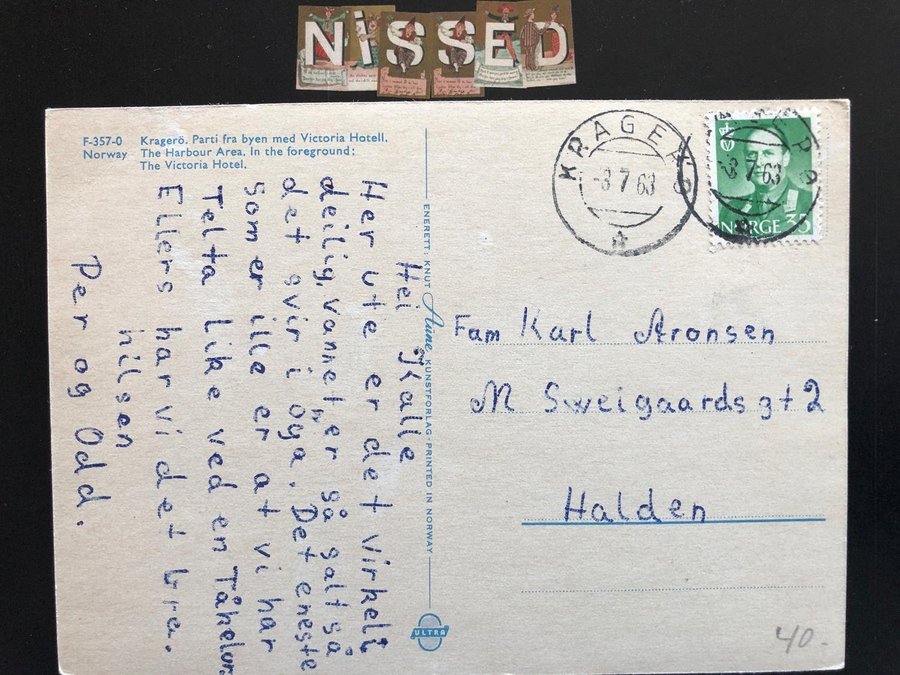 NiSSED
F-357-0 Kragerö. Parti fra byen med Victoria Hotell.
Norway The Harbour Area. In the foreground:
The Victoria Hotel.
Hei Kalle
Her ute er det virkeli
deilig, vannet er så salt så
det svir i øga. Det eneste
som er ille er at vi har
Telta like ved en Tåkelur.
Ellers har vi det bra.
hilsen
Per og Odd.
ENERETT: KNUT Aune KUNSTFORLAG · PRINTED IN NORWAY
ULTRA
KRAGERØ
-8 7 63
NORGE 35
Fam Karl Aronsen
M Sweigaards gt 2
Halden
40.-